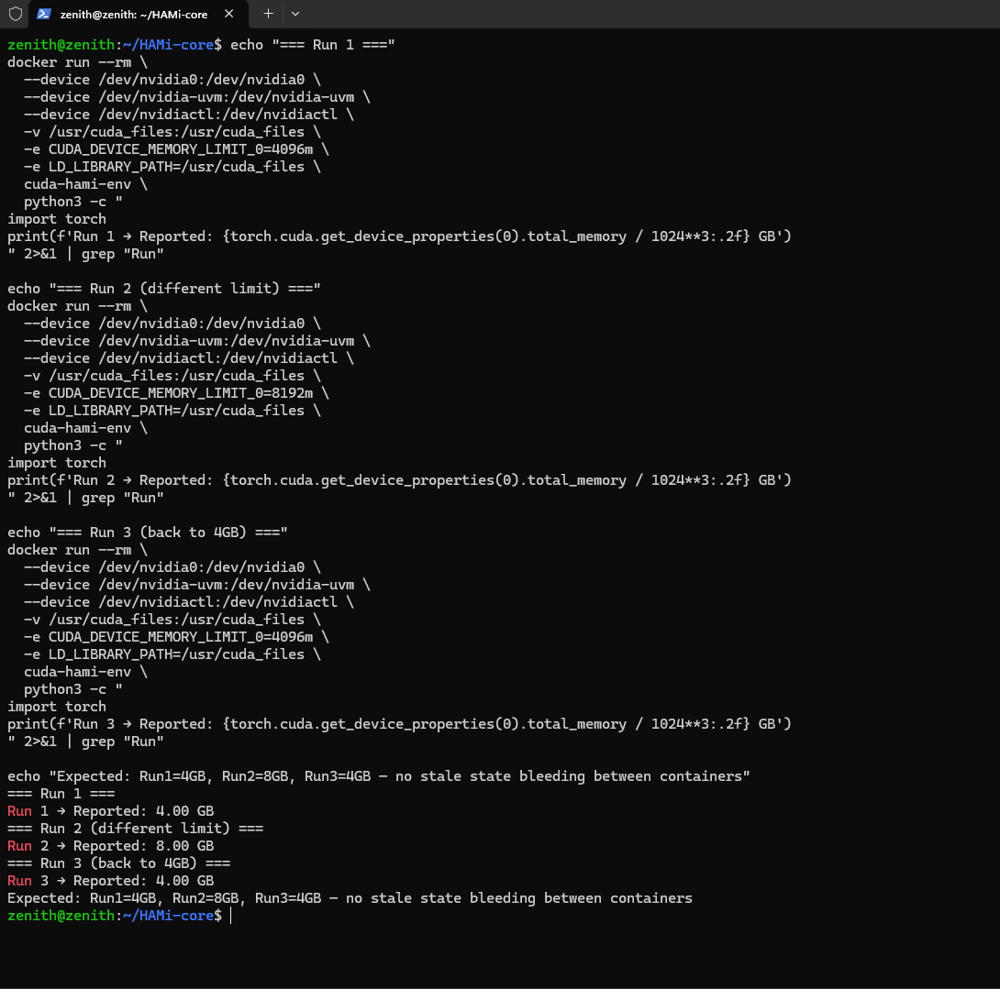 zenith@zenith: ~/HAMi-core
zenith@zenith:~/HAMi-core$ echo "=== Run 1 ==="
docker run --rm \
  --device /dev/nvidia0:/dev/nvidia0 \
  --device /dev/nvidia-uvm:/dev/nvidia-uvm \
  --device /dev/nvidiactl:/dev/nvidiactl \
  -v /usr/cuda_files:/usr/cuda_files \
  -e CUDA_DEVICE_MEMORY_LIMIT_0=4096m \
  -e LD_LIBRARY_PATH=/usr/cuda_files \
  cuda-hami-env \
  python3 -c "
import torch
print(f'Run 1 → Reported: {torch.cuda.get_device_properties(0).total_memory / 1024**3:.2f} GB')
" 2>&1 | grep "Run"

echo "=== Run 2 (different limit) ==="
docker run --rm \
  --device /dev/nvidia0:/dev/nvidia0 \
  --device /dev/nvidia-uvm:/dev/nvidia-uvm \
  --device /dev/nvidiactl:/dev/nvidiactl \
  -v /usr/cuda_files:/usr/cuda_files \
  -e CUDA_DEVICE_MEMORY_LIMIT_0=8192m \
  -e LD_LIBRARY_PATH=/usr/cuda_files \
  cuda-hami-env \
  python3 -c "
import torch
print(f'Run 2 → Reported: {torch.cuda.get_device_properties(0).total_memory / 1024**3:.2f} GB')
" 2>&1 | grep "Run"

echo "=== Run 3 (back to 4GB) ==="
docker run --rm \
  --device /dev/nvidia0:/dev/nvidia0 \
  --device /dev/nvidia-uvm:/dev/nvidia-uvm \
  --device /dev/nvidiactl:/dev/nvidiactl \
  -v /usr/cuda_files:/usr/cuda_files \
  -e CUDA_DEVICE_MEMORY_LIMIT_0=4096m \
  -e LD_LIBRARY_PATH=/usr/cuda_files \
  cuda-hami-env \
  python3 -c "
import torch
print(f'Run 3 → Reported: {torch.cuda.get_device_properties(0).total_memory / 1024**3:.2f} GB')
" 2>&1 | grep "Run"

echo "Expected: Run1=4GB, Run2=8GB, Run3=4GB — no stale state bleeding between containers"
=== Run 1 ===
Run 1 → Reported: 4.00 GB
=== Run 2 (different limit) ===
Run 2 → Reported: 8.00 GB
=== Run 3 (back to 4GB) ===
Run 3 → Reported: 4.00 GB
Expected: Run1=4GB, Run2=8GB, Run3=4GB — no stale state bleeding between containers
zenith@zenith:~/HAMi-core$